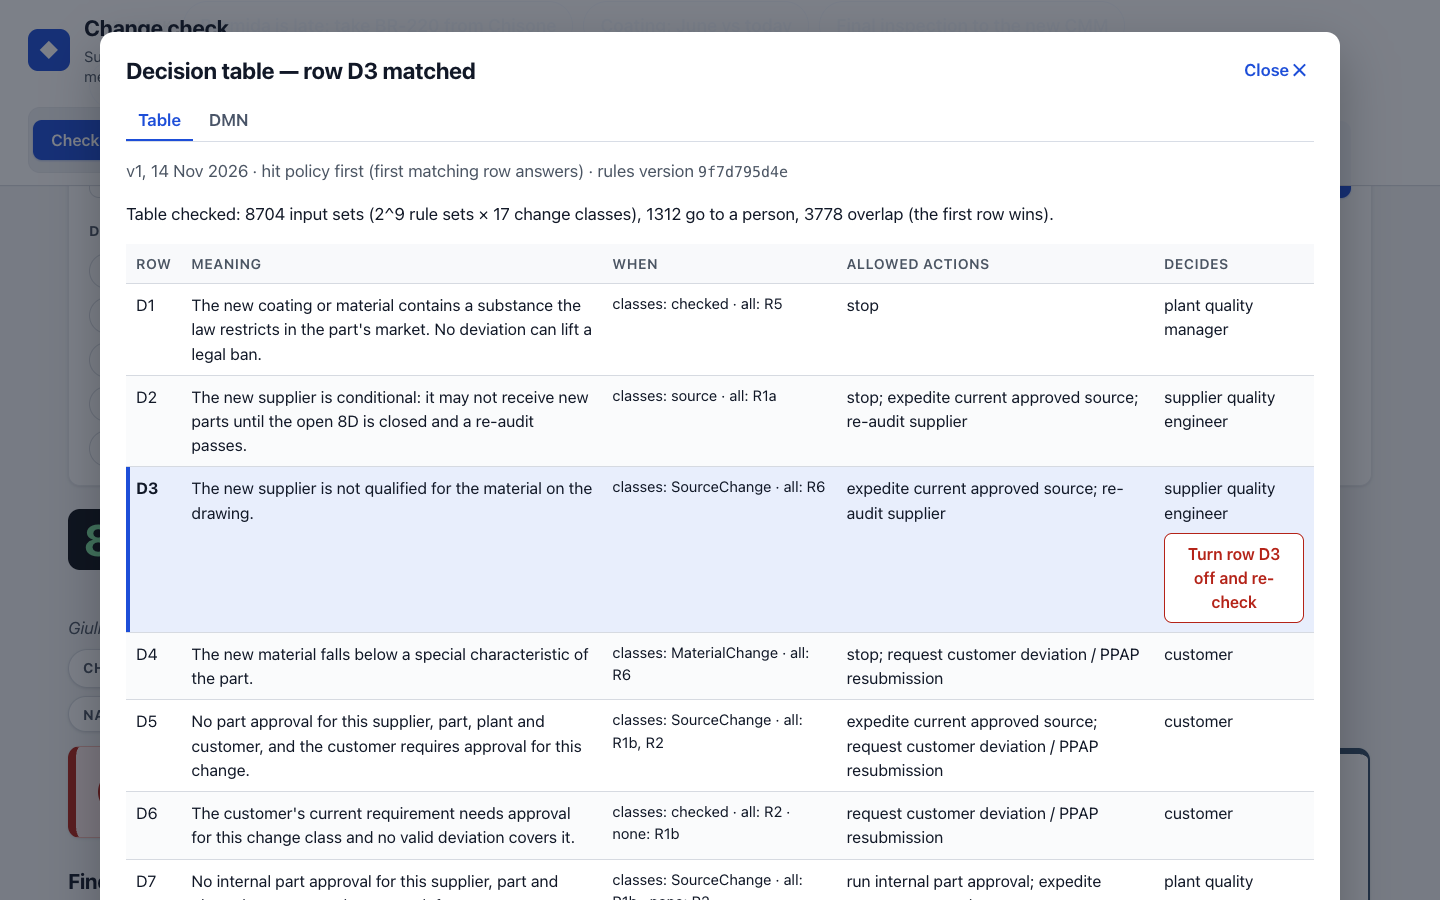 Change check
Su
me
Check
Decision table — row D3 matched
Close ✕
Table
DMN
v1, 14 Nov 2026 · hit policy first (first matching row answers) · rules version 9f7d795d4e
Table checked: 8704 input sets (2^9 rule sets × 17 change classes), 1312 go to a person, 3778 overlap (the first row wins).
D
ROW MEANING WHEN ALLOWED ACTIONS DECIDES
D1
The new coating or material contains a substance the
law restricts in the part's market. No deviation can lift a
legal ban.
classes: checked · all: R5
stop
plant quality
manager
D2
The new supplier is conditional: it may not receive new
parts until the open 8D is closed and a re-audit
passes.
classes: source · all: R1a
stop; expedite current approved source;
re-audit supplier
supplier quality
engineer
D3
The new supplier is not qualified for the material on the
drawing.
classes: SourceChange · all: R6
expedite current approved source; re-
audit supplier
supplier quality
engineer
Turn row D3
off and re-
check
8
Giuli
CH
NA
D4
The new material falls below a special characteristic of
the part.
classes: MaterialChange · all:
R6
stop; request customer deviation / PPAP
resubmission
customer
D5
No part approval for this supplier, part, plant and
customer, and the customer requires approval for this
change.
classes: SourceChange · all:
R1b, R2
expedite current approved source;
request customer deviation / PPAP
resubmission
customer
D6
The customer's current requirement needs approval
for this change class and no valid deviation covers it.
classes: checked · all: R2 ·
none: R1b
request customer deviation / PPAP
resubmission
customer
Find
D7
No internal part approval for this supplier, part and
classes: SourceChange · all:
run internal part approval; expedite
plant quality